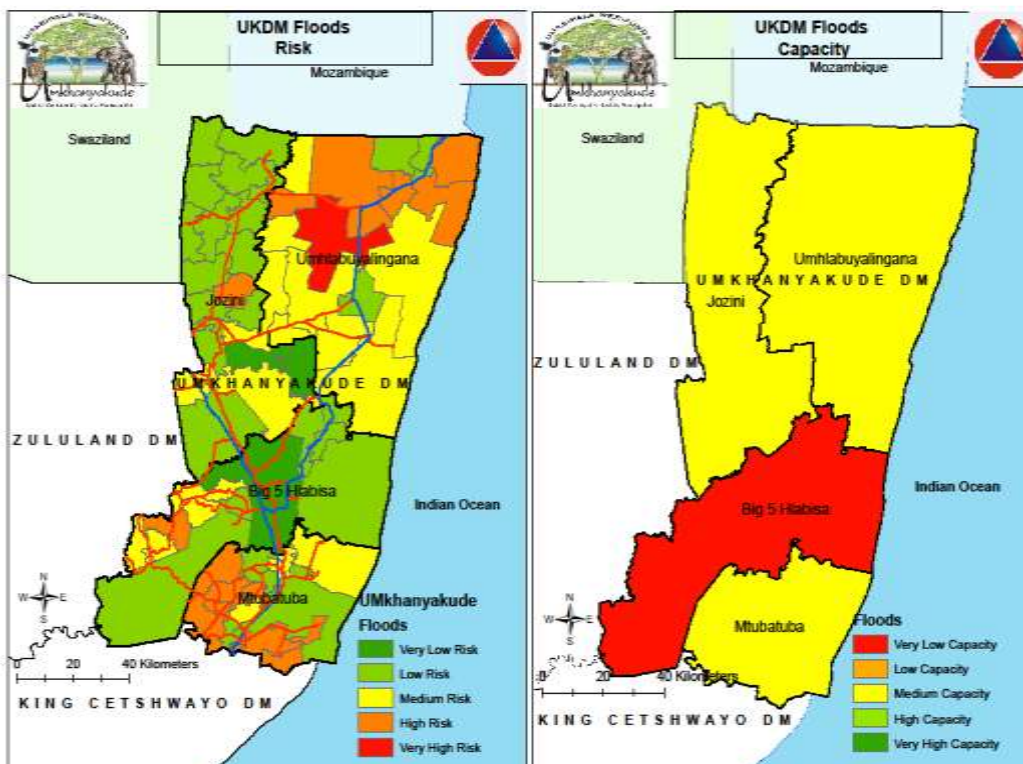 UKDM Floods
Risk
Umkhanyakude
Mozambique
Swaziland
Umhlabuyalingana
Jozini
UMKHANYAKUDE DM
ZULULAND DM
Big 5 Hlabisa
Indian Ocean
Mtubatuba
N
W E
S
0 20 40 Kilometers
KING CETSHWAYO DM
UMkhanyakude
Floods
Very Low Risk
Low Risk
Medium Risk
High Risk
Very High Risk
UKDM Floods
Capacity
Umkhanyakude
Mozambique
Swaziland
Umhlabuyalingana
UMKHANYAKUDE DM
Jozini
ZULULAND DM
Big 5 Hlabisa
Indian Ocean
Mtubatuba
N
W E
S
0 20 40 Kilometers
KING CETSHWAYO DM
Floods
Very Low Capacity
Low Capacity
Medium Capacity
High Capacity
Very High Capacity